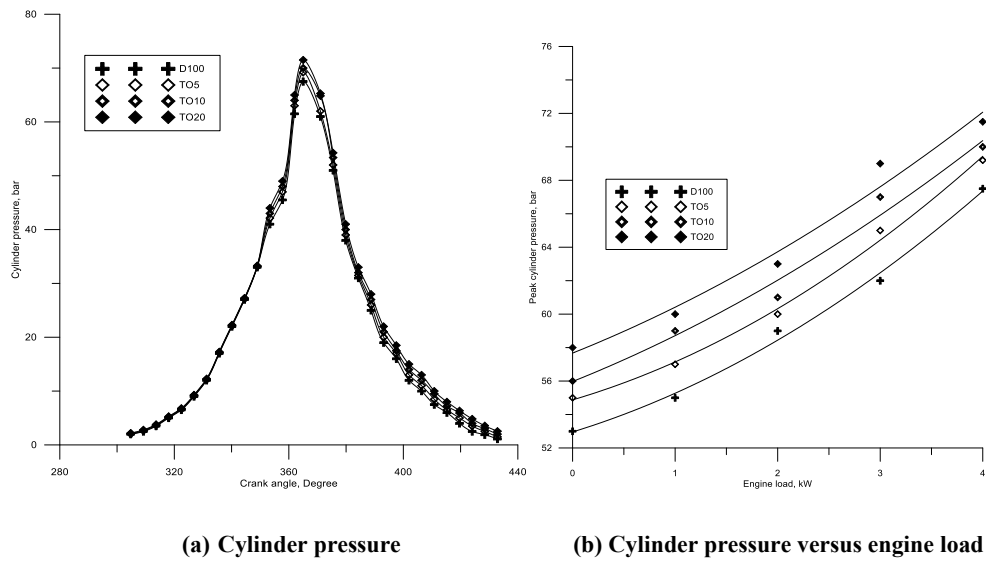 80
60
40
20
0
280
320
360
400
440
Cylinder pressure, bar
Crank angle, Degree
D100
TO5
TO10
TO20
(a) Cylinder pressure
76
72
68
64
60
56
52
0
1
2
3
4
Peak cylinder pressure, bar
Engine load, kW
D100
TO5
TO10
TO20
(b) Cylinder pressure versus engine load